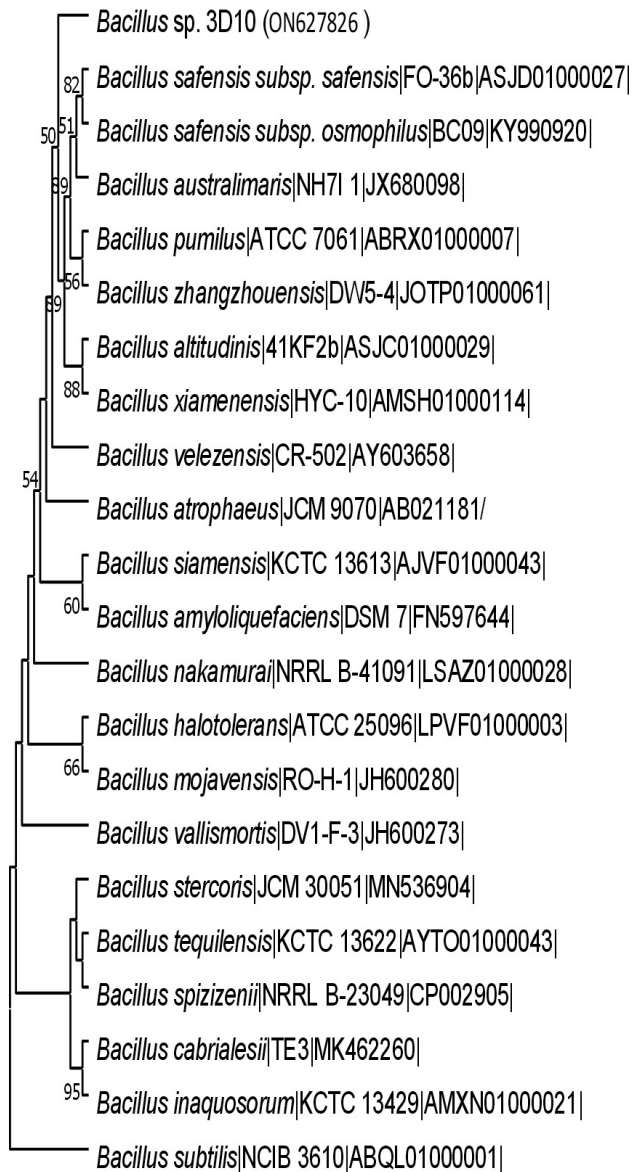 Bacillus sp. 3D10 (ON627826 )
82
Bacillus safensis subsp. safensis|FO-36b|ASJD01000027|
51
50
Bacillus safensis subsp. osmophilus|BC09|KY990920|
89
Bacillus australimaris|NH7I 1|JX680098|
Bacillus pumilus|ATCC 7061|ABRX01000007|
56
Bacillus zhangzhouensis|DW5-4|JOTP01000061|
89
Bacillus altitudinis|41KF2b|ASJC01000029|
88
Bacillus xiamenensis|HYC-10|AMSH01000114|
Bacillus velezensis|CR-502|AY603658|
54
Bacillus atrophaeus|JCM 9070|AB021181/
Bacillus siamensis|KCTC 13613|AJVF01000043|
60
Bacillus amyloliquefaciens|DSM 7|FN597644|
Bacillus nakamurai|NRRL B-41091|LSAZ01000028|
Bacillus halotolerans|ATCC 25096|LPVF01000003|
66
Bacillus mojavensis|RO-H-1|JH600280|
Bacillus vallismortis|DV1-F-3|JH600273|
Bacillus stercoris|JCM 30051|MN536904|
Bacillus tequilensis|KCTC 13622|AYTO01000043|
Bacillus spizizenii|NRRL B-23049|CP002905|
Bacillus cabrialesii|TE3|MK462260|
95
Bacillus inaquosorum|KCTC 13429|AMXN01000021|
Bacillus subtilis|NCIB 3610|ABQL01000001|